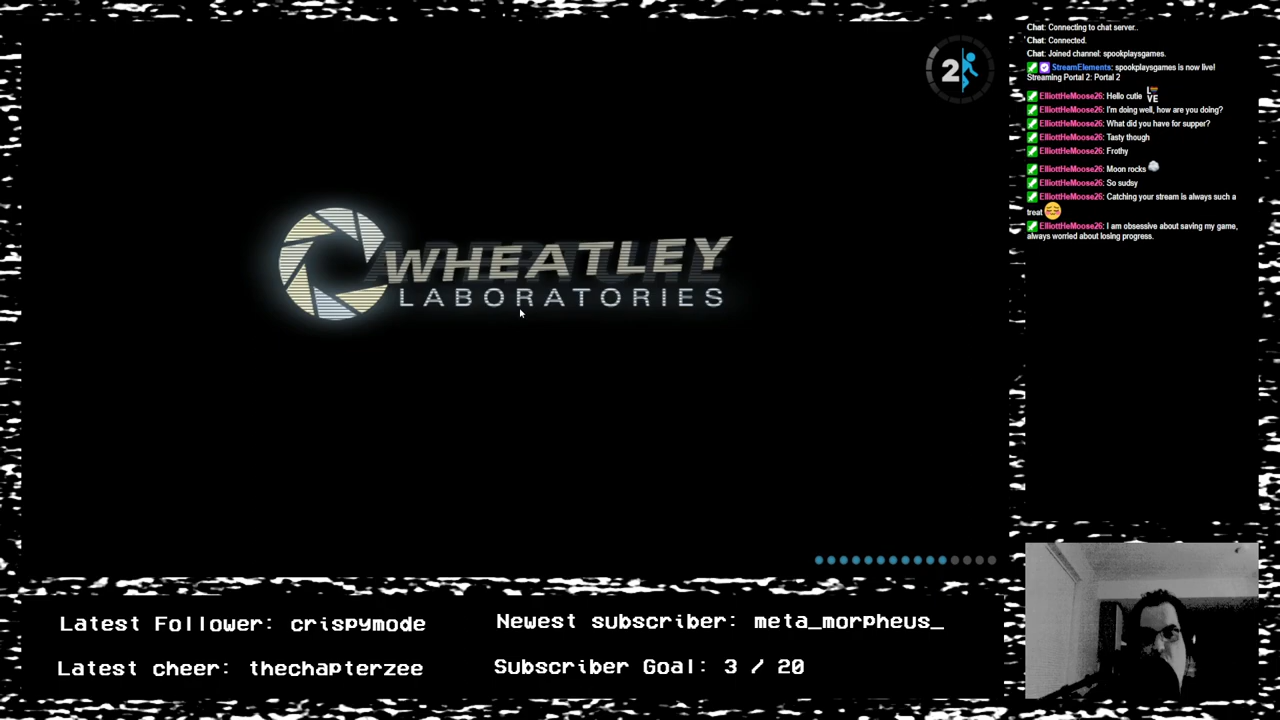 2
WHEATLEY
LABORATORIES
Chat: Connecting to chat server..
Chat: Connected.
Chat: Joined channel: spookplaysgames.
StreamElements: spookplaysgames is now live!
Streaming Portal 2: Portal 2
ElliottHeMoose26: Hello cutie
ElliottHeMoose26: I'm doing well, how are you doing?
ElliottHeMoose26: What did you have for supper?
ElliottHeMoose26: Tasty though
ElliottHeMoose26: Frothy
ElliottHeMoose26: Moon rocks
ElliottHeMoose26: So sudsy
ElliottHeMoose26: Catching your stream is always such a
treat
ElliottHeMoose26: I am obsessive about saving my game,
always worried about losing progress.
Latest Follower: crispymode
Newest subscriber: meta_morpheus_
Latest cheer: thechapterzee
Subscriber Goal: 3 / 20